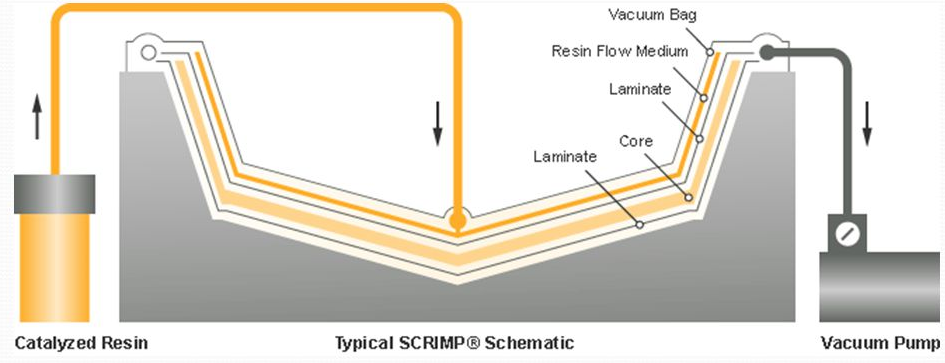 Vacuum Bag
Resin Flow Medium
Laminate
Core
Laminate
Catalyzed Resin
Typical SCRIMP® Schematic
Vacuum Pump